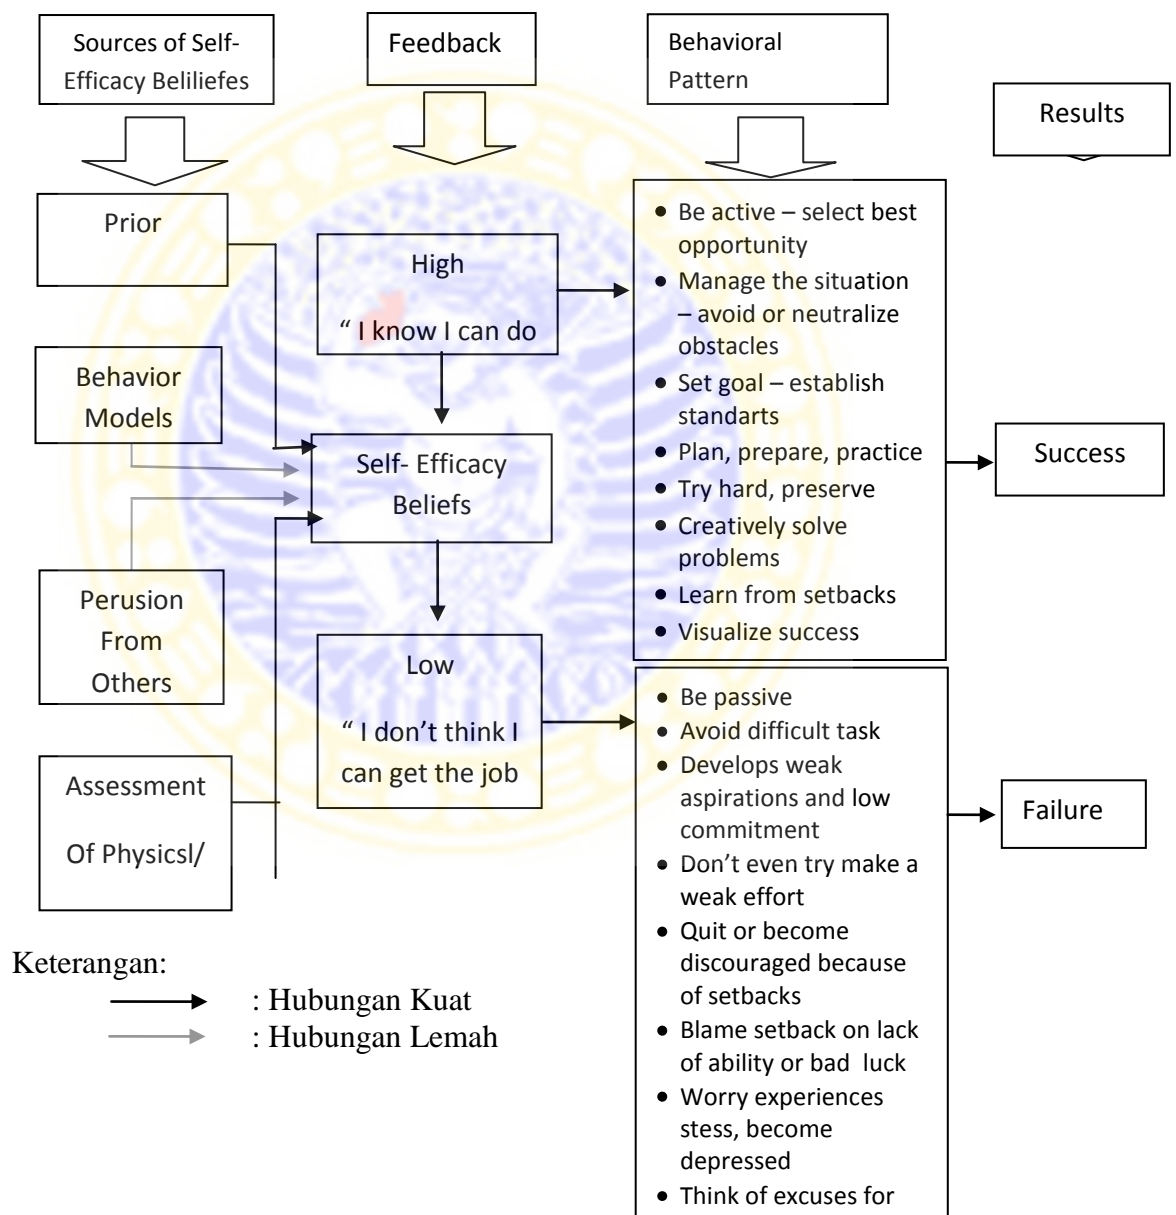 Sources of Self-
Efficacy Beliliefes
Feedback
Behavioral
Pattern
Results
Prior
Behavior
Models
Perusion
From
Others
Assessment
Of Physicsl/
High
“ I know I can do
Self- Efficacy
Beliefs
Low
“ I don’t think I
can get the job
• Be active – select best
opportunity
• Manage the situation
– avoid or neutralize
obstacles
• Set goal – establish
standarts
• Plan, prepare, practice
• Try hard, preserve
• Creatively solve
problems
• Learn from setbacks
• Visualize success
• Be passive
• Avoid difficult task
• Develops weak
aspirations and low
commitment
• Don’t even try make a
weak effort
• Quit or become
discouraged because
of setbacks
• Blame setback on lack
of ability or bad luck
• Worry experiences
stess, become
depressed
• Think of excuses for
Success
Failure
Keterangan:
: Hubungan Kuat
: Hubungan Lemah